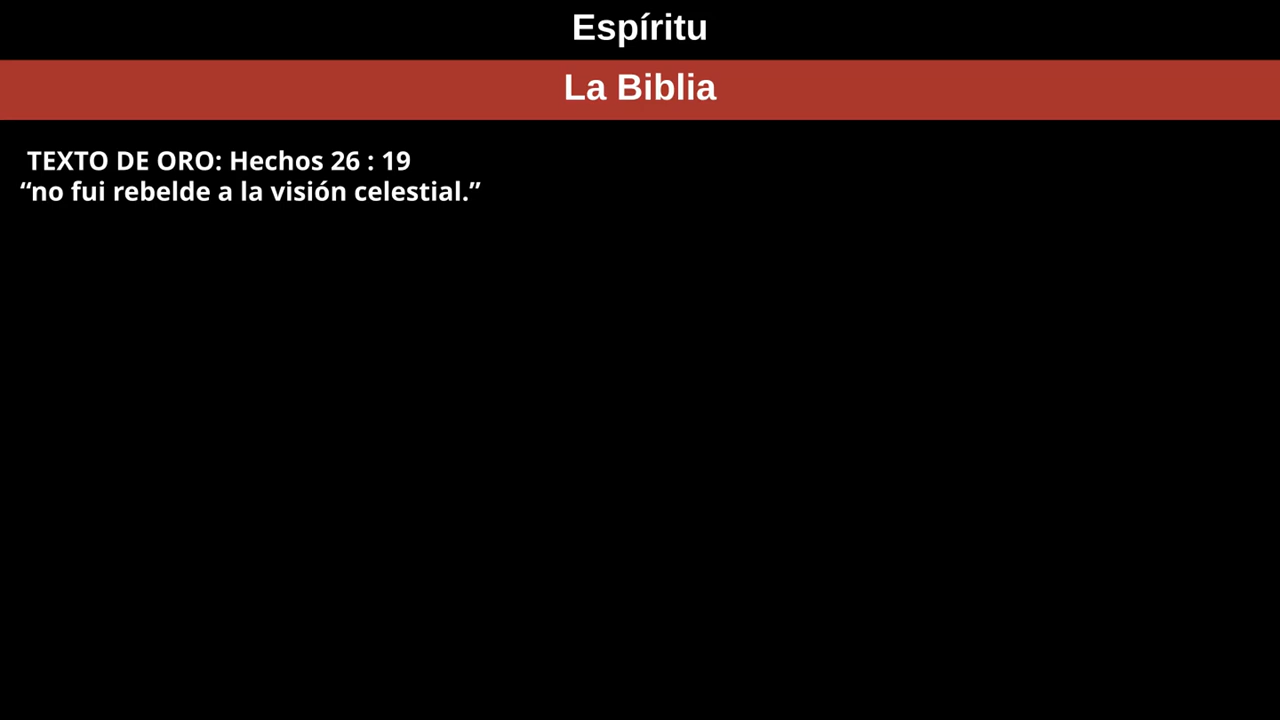 Espíritu
La Biblia
TEXTO DE ORO: Hechos 26 : 19
“no fui rebelde a la visión celestial.”